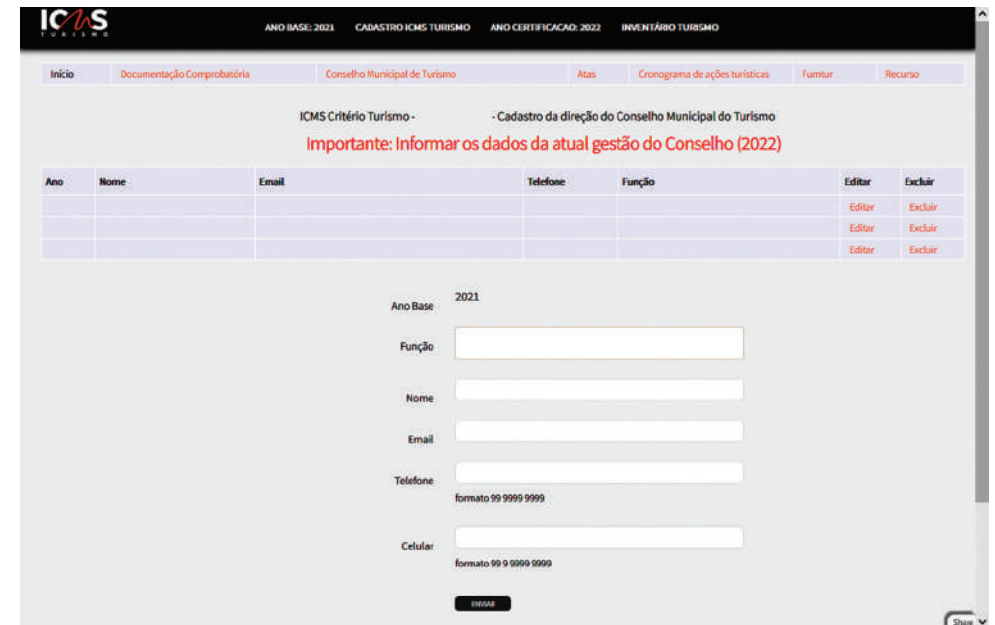 ICMS
TURISMO
ANO BASE: 2021 CADASTRO ICMS TURISMO ANO CERTIFICACAO: 2022 INVENTÁRIO TURISMO
Início Documentação Comprobatória Conselho Municipal de Turismo Atas Cronograma de ações turísticas Fumtur Recurso
ICMS Critério Turismo - - Cadastro da direção do Conselho Municipal do Turismo
Importante: Informar os dados da atual gestão do Conselho (2022)
Ano Nome Email Telefone Função Editar Excluir
Editar Excluir
Editar Excluir
Editar Excluir
Ano Base 2021
Função
Nome
Email
Telefone
formato 99 9999 9999
Celular
formato 99 9 9999 9999
ENVIAR
Share